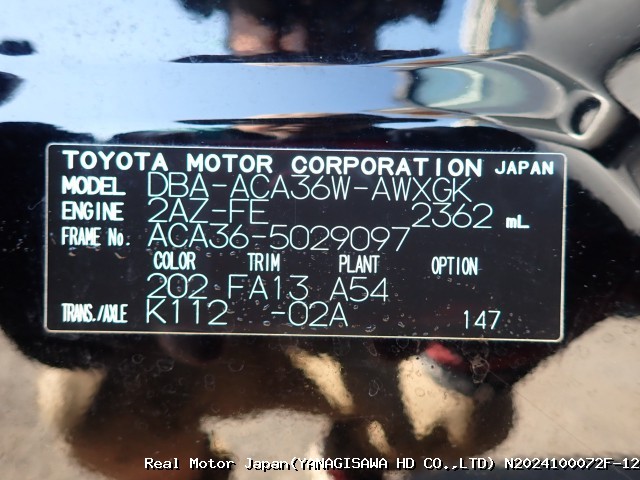 TOYOTA MOTOR CORPORATION JAPAN
MODEL DBA-ACA36W-AWXGK
ENGINE 2AZ-FE 2362 mL
FRAME No. ACA36-5029097
COLOR TRIM PLANT OPTION
202 FA13 A54
TRANS./AXLE K112 -02A 147
Real Motor Japan(YANAGISAWA HD CO.,LTD) N2024100072F-12